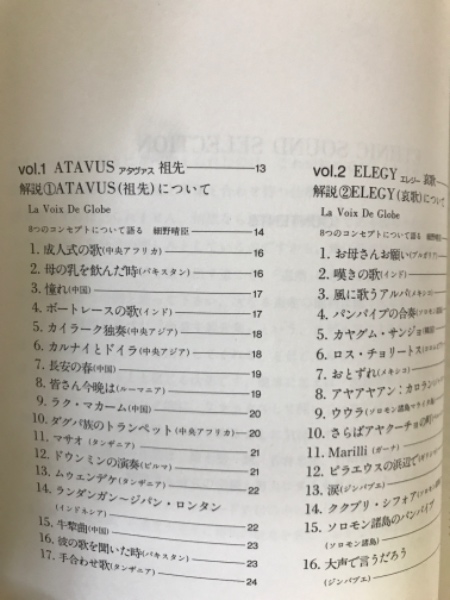 vol.1 ATAVUS アタヴァス 祖先 13
解説①ATAVUS(祖先)について
La Voix De Globe
8つのコンセプトについて語る 細野晴臣 14
1. 成人式の歌(中央アフリカ) 16
2. 母の乳を飲んだ時(パキスタン) 16
3. 憧れ(中国) 17
4. ボートレースの歌(インド) 17
5. カイラーク独奏(中央アジア) 18
6. カルナイとドイラ(中央アジア) 18
7. 長安の春(中国) 19
8. 皆さん今晩は(ルーマニア) 19
9. ラク・マカーム(中国) 20
10. ダグパ族のトランペット(中央アフリカ) 20
11. マサオ(タンザニア) 21
12. ドウンミンの演奏(ビルマ) 21
13. ムウェンデケ(タンザニア) 22
14. ランダンガン〜ジパン・ロンタン
(インドネシア) 22
15. 牛犂曲(中国) 23
16. 彼の歌を聞いた時(パキスタン) 23
17. 手合わせ歌(タンザニア) 24
vol.2 ELEGY エレジー 哀歌
解説②ELEGY(哀歌)について
La Voix De Globe
8つのコンセプトについて語る
1. お母さんお願い(ブルガリア)
2. 嘆きの歌(インド)
3. 風に歌うアルパ(メキシコ)
4. パンパイプの合奏(ソロモン
5. カヤグム・サンジョ(韓国)
6. ロス・チョリートス
7. おとずれ(メキシコ)
8. アヤアヤアン:カロラン
9. ウウラ(ソロモン諸島
10. さらばアヤクーチョの
11. Marilli (ガーナ)
12. ピラエウスの浜辺で
13. 涙(ジンバブエ)
14. ククプリ・シフォア
15. ソロモン諸島のパンパイプ
(ソロモン諸島)
16. 大声で言うだろう
(ジンバブエ)